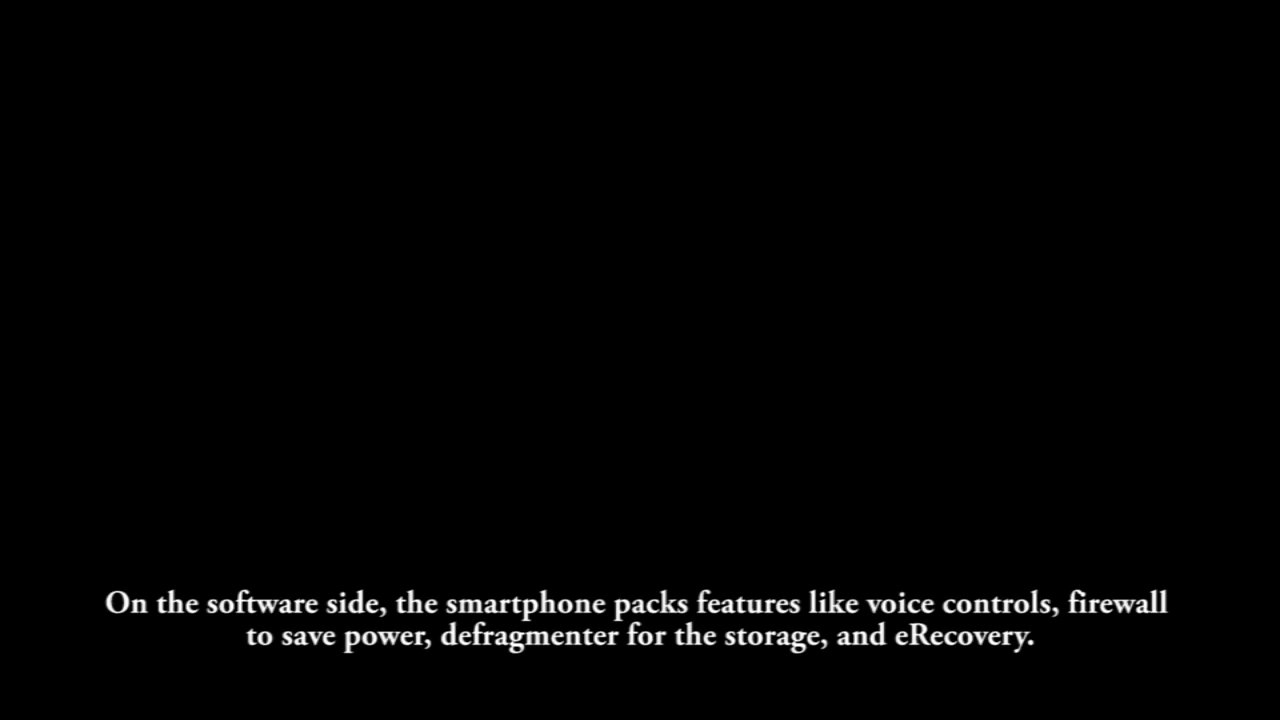 On the software side, the smartphone packs features like voice controls, firewall
to save power, defragmenter for the storage, and eRecovery.